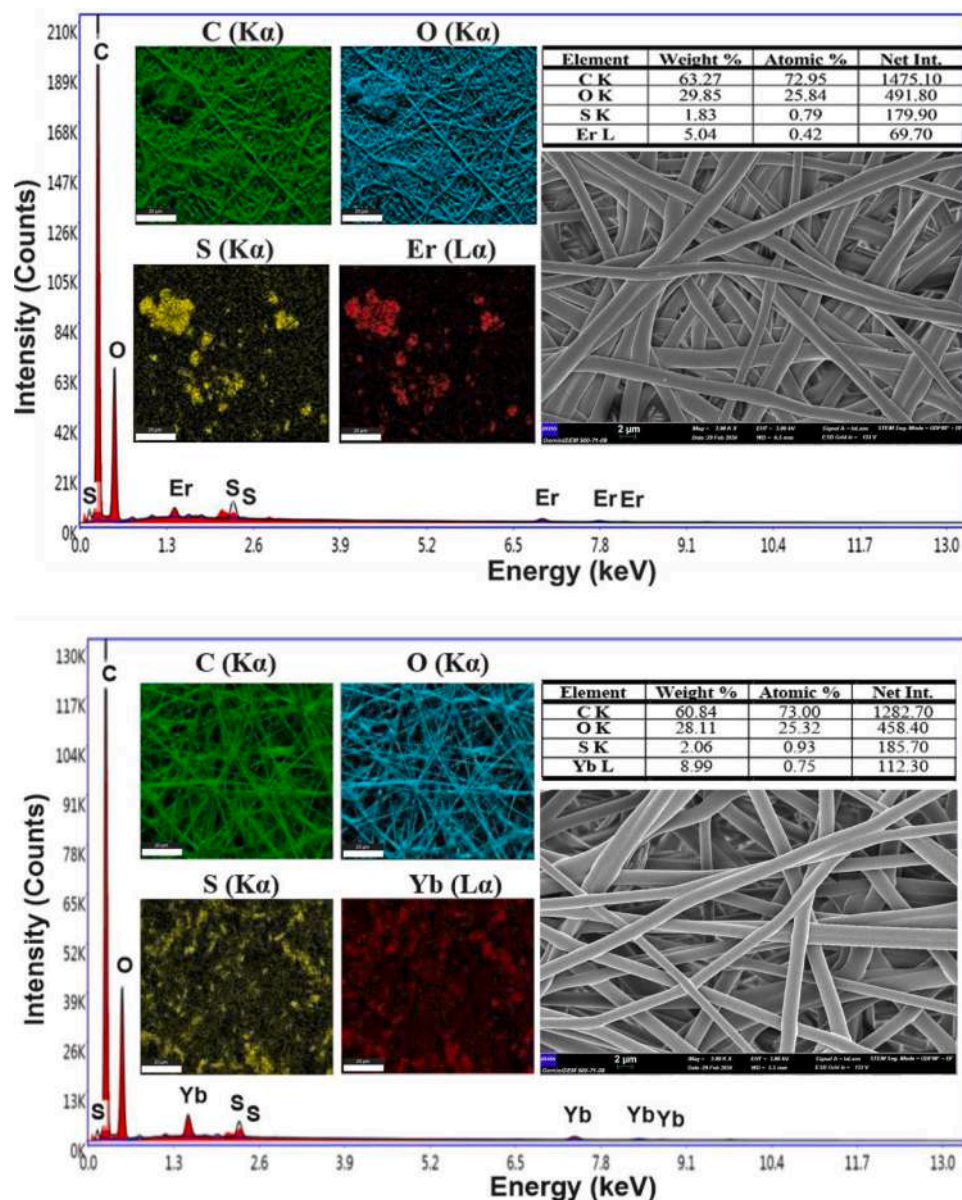 210K
189K
168K
147K
126K
105K
84K
63K
42K
21K
0K
Intensity (Counts)
C
O
S
Er
S
S
Er
Er
Er
0.0 1.3 2.6 3.9 5.2 6.5 7.8 9.1 10.4 11.7 13.0
Energy (keV)
C (Kα) O (Kα)
S (Kα) Er (Lα)
Element Weight % Atomic % Net Int.
C K 63.27 72.95 1475.10
O K 29.85 25.84 491.80
S K 1.83 0.79 179.90
Er L 5.04 0.42 69.70
2 µm
130K
117K
104K
91K
78K
65K
52K
39K
26K
13K
0K
Intensity (Counts)
C
O
S
Yb
S
S
Yb
Yb
Yb
0.0 1.3 2.6 3.9 5.2 6.5 7.8 9.1 10.4 11.7 13.0
Energy (keV)
C (Kα) O (Kα)
S (Kα) Yb (Lα)
Element Weight % Atomic % Net Int.
C K 60.84 73.00 1282.70
O K 28.11 25.32 458.40
S K 2.06 0.93 185.70
Yb L 8.99 0.75 112.30
2 µm